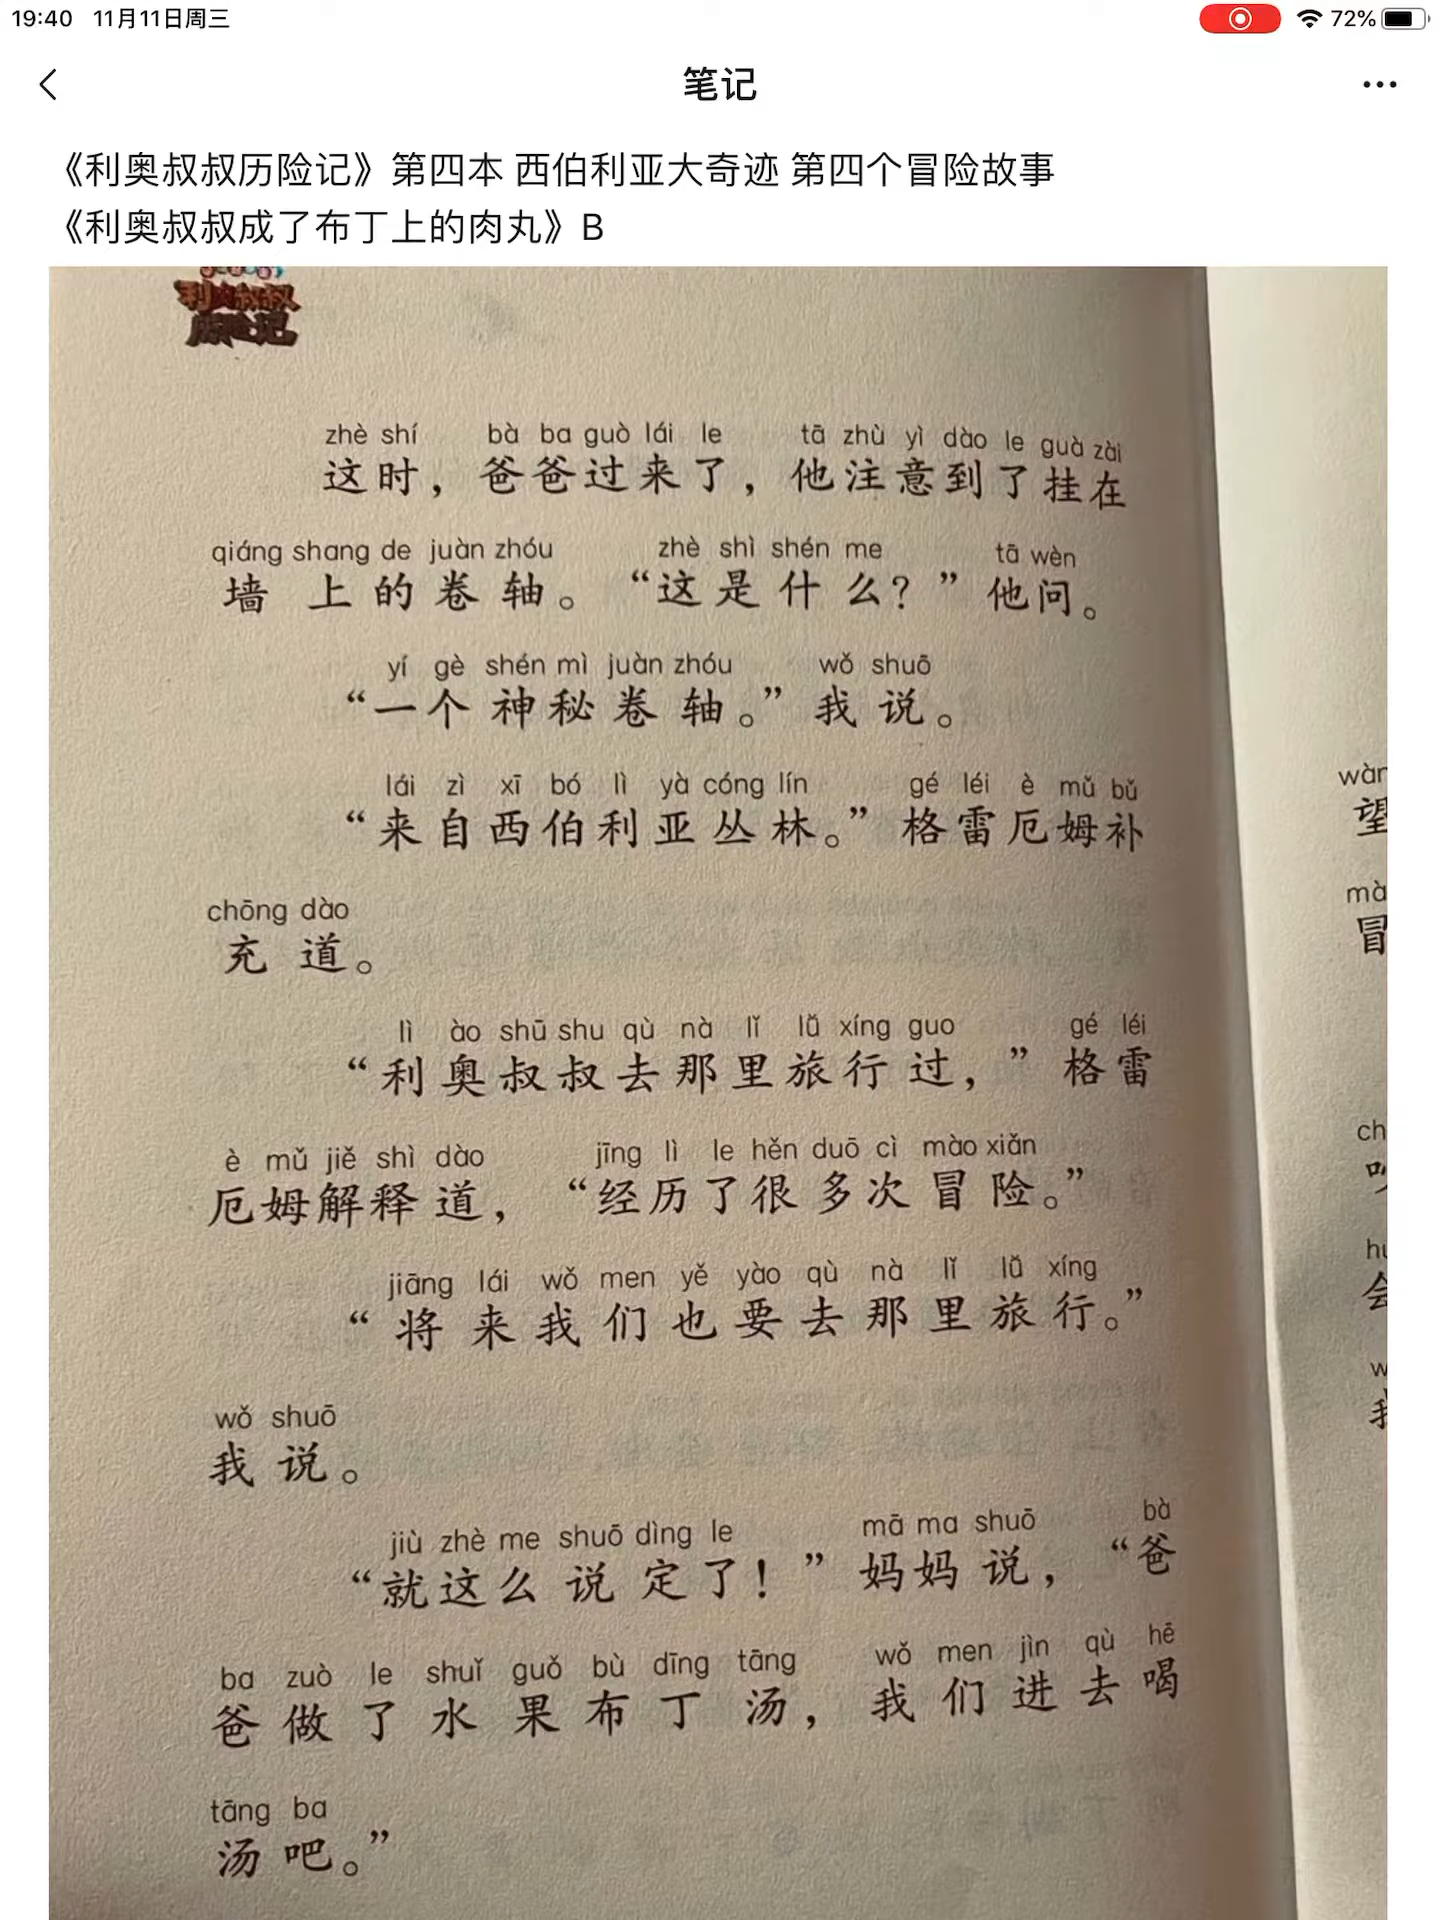 19:40 11月11日周三
72%
笔记
《利奥叔叔历险记》第四本 西伯利亚大奇迹 第四个冒险故事
《利奥叔叔成了布丁上的肉丸》B
利奥叔叔
历险记
zhè shí bà ba guò lái le tā zhù yì dào le guà zài
这时，爸爸过来了，他注意到了挂在
qiáng shang de juàn zhóu zhè shì shén me tā wèn
墙上的卷轴。“这是什么？”他问。
yí gè shén mì juàn zhóu wǒ shuō
“一个神秘卷轴。”我说。
lái zì xī bó lì yà cóng lín gé léi è mǔ bǔ
“来自西伯利亚丛林。”格雷厄姆补
chōng dào
充道。
lì ào shū shu qù nà lǐ lǚ xíng guo gé léi
“利奥叔叔去那里旅行过，”格雷
è mǔ jiě shì dào jīng lì le hěn duō cì mào xiǎn
厄姆解释道，“经历了很多次冒险。”
jiāng lái wǒ men yě yào qù nà lǐ lǚ xíng
“将来我们也要去那里旅行。”
wǒ shuō
我说。
jiù zhè me shuō dìng le mā ma shuō bà
“就这么说定了！”妈妈说，“爸
ba zuò le shuǐ guǒ bù dīng tāng wǒ men jìn qù hē
爸做了水果布丁汤，我们进去喝
tāng ba
汤吧。”
望
冒
会